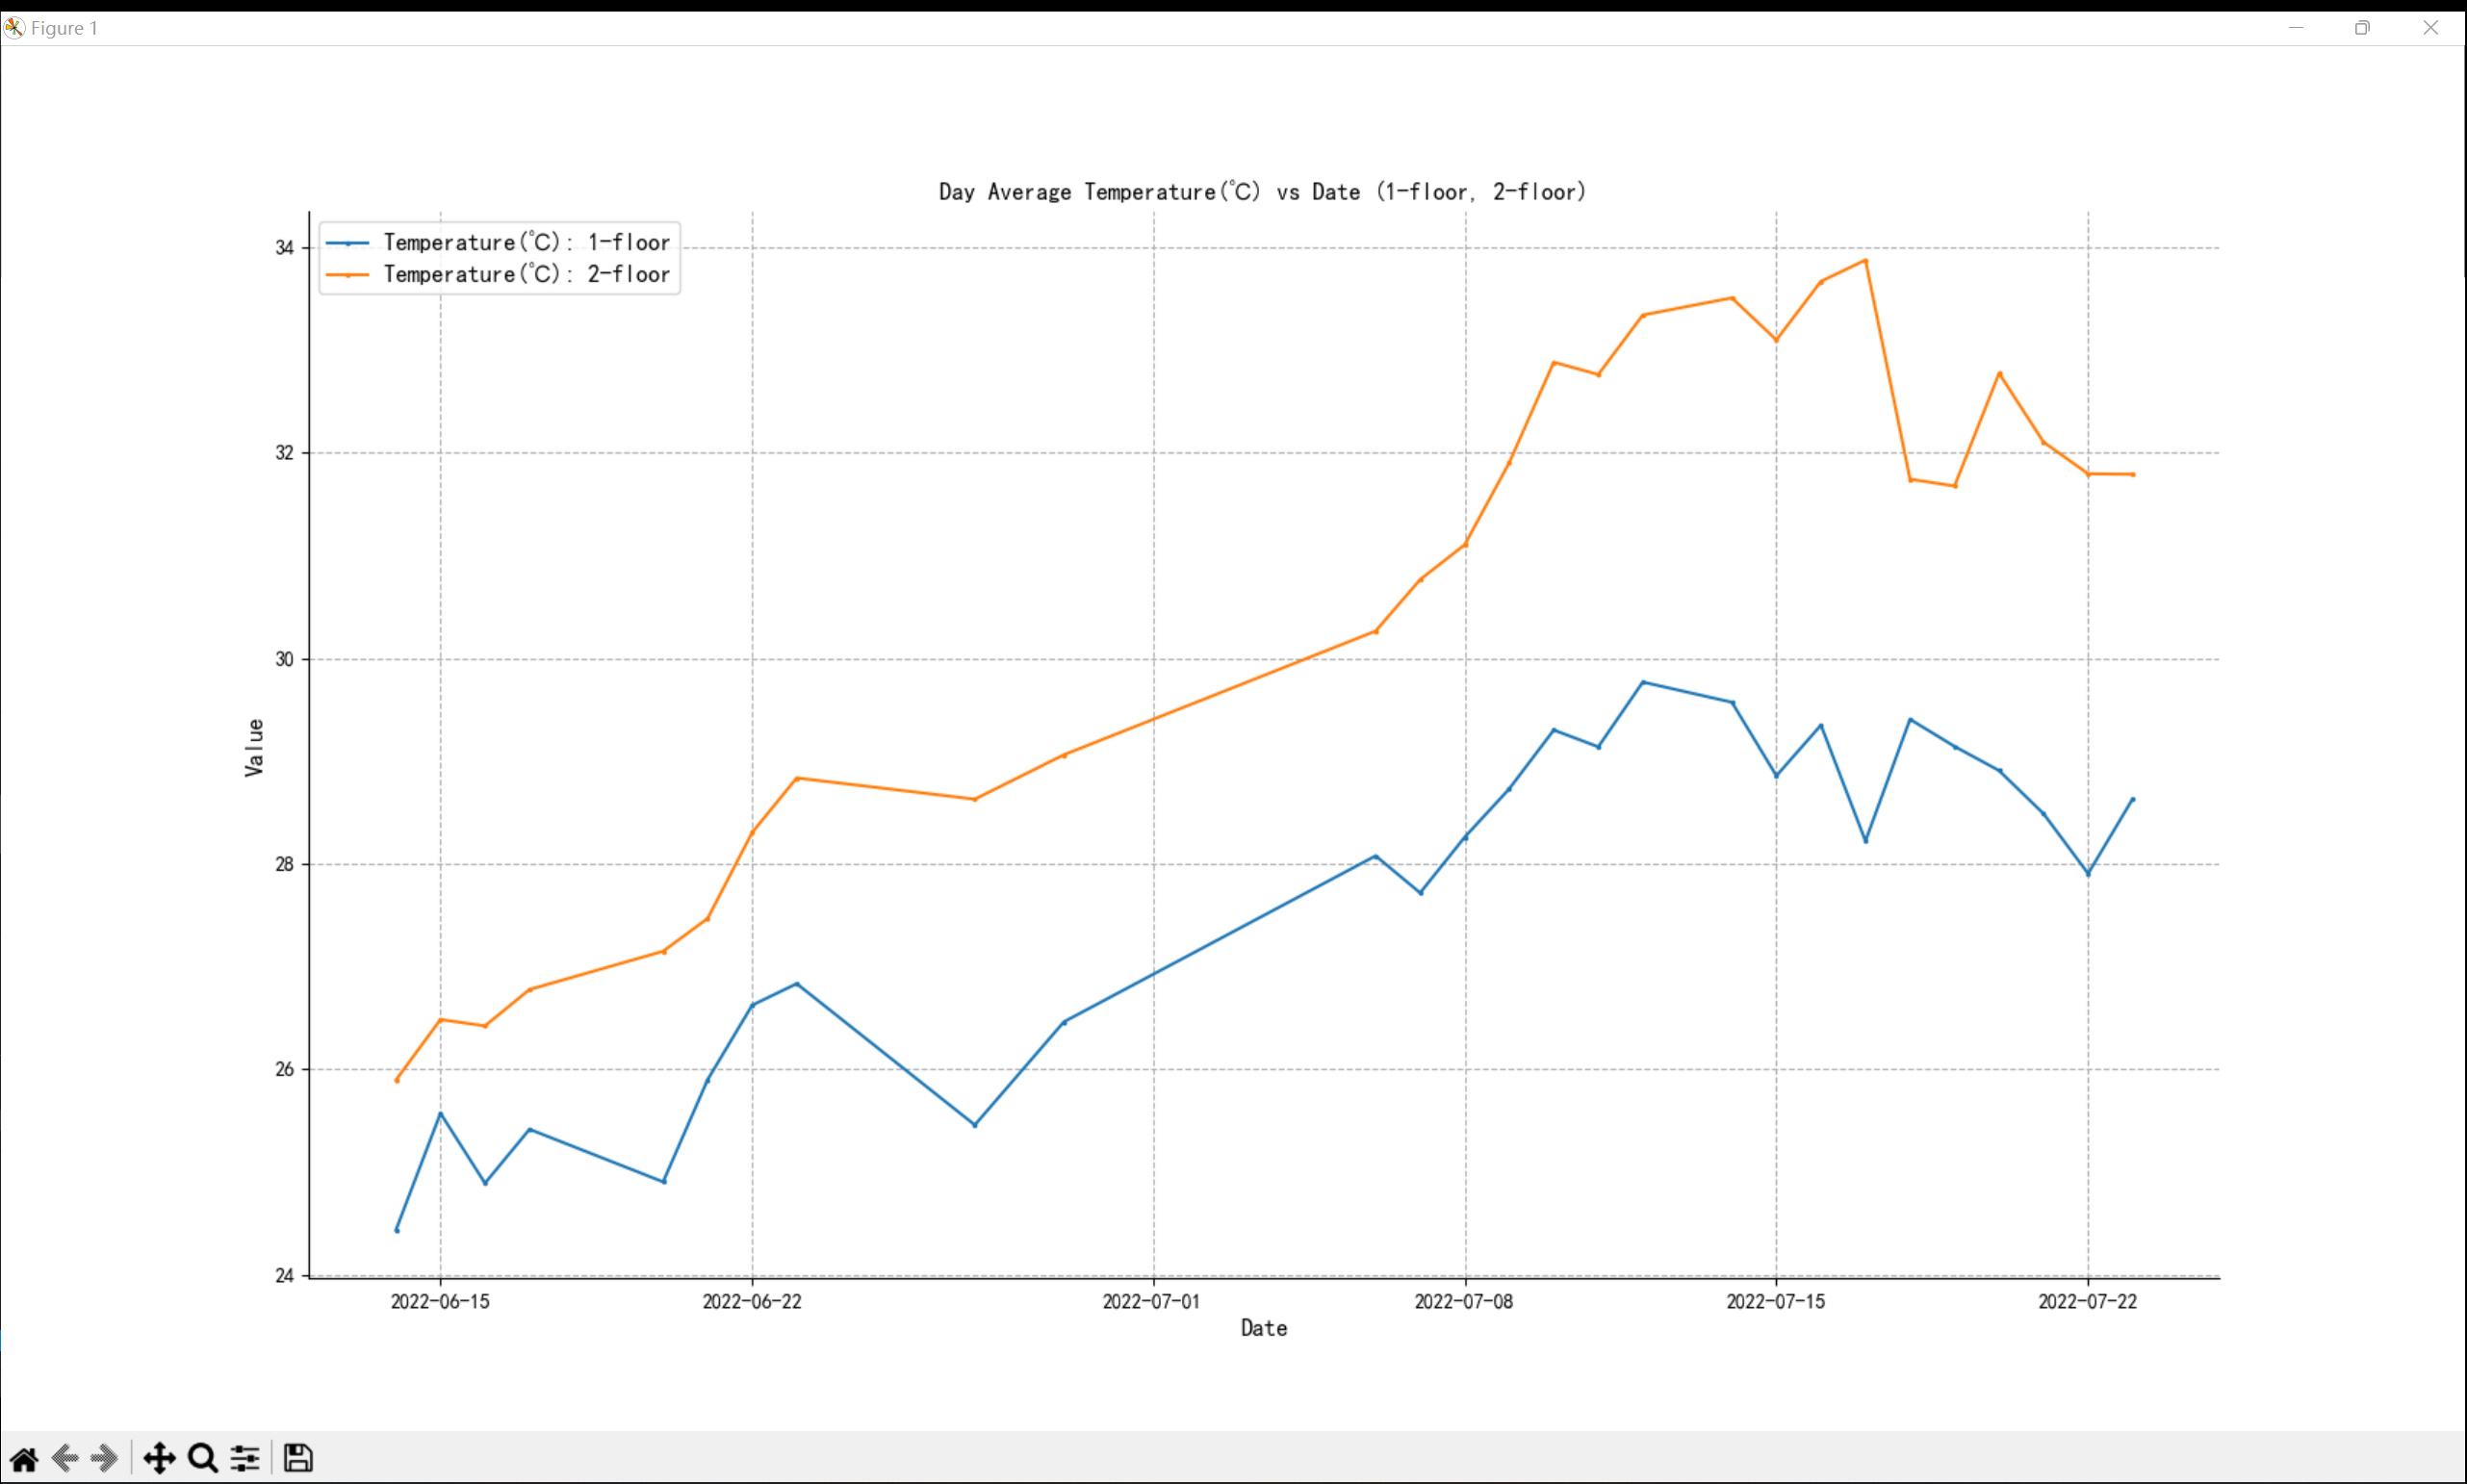 Figure 1
Day Average Temperature(℃) vs Date (1-floor, 2-floor)
Temperature(℃): 1-floor
Temperature(℃): 2-floor
34
32
30
28
26
24
Value
2022-06-15 2022-06-22 2022-07-01 2022-07-08 2022-07-15 2022-07-22
Date